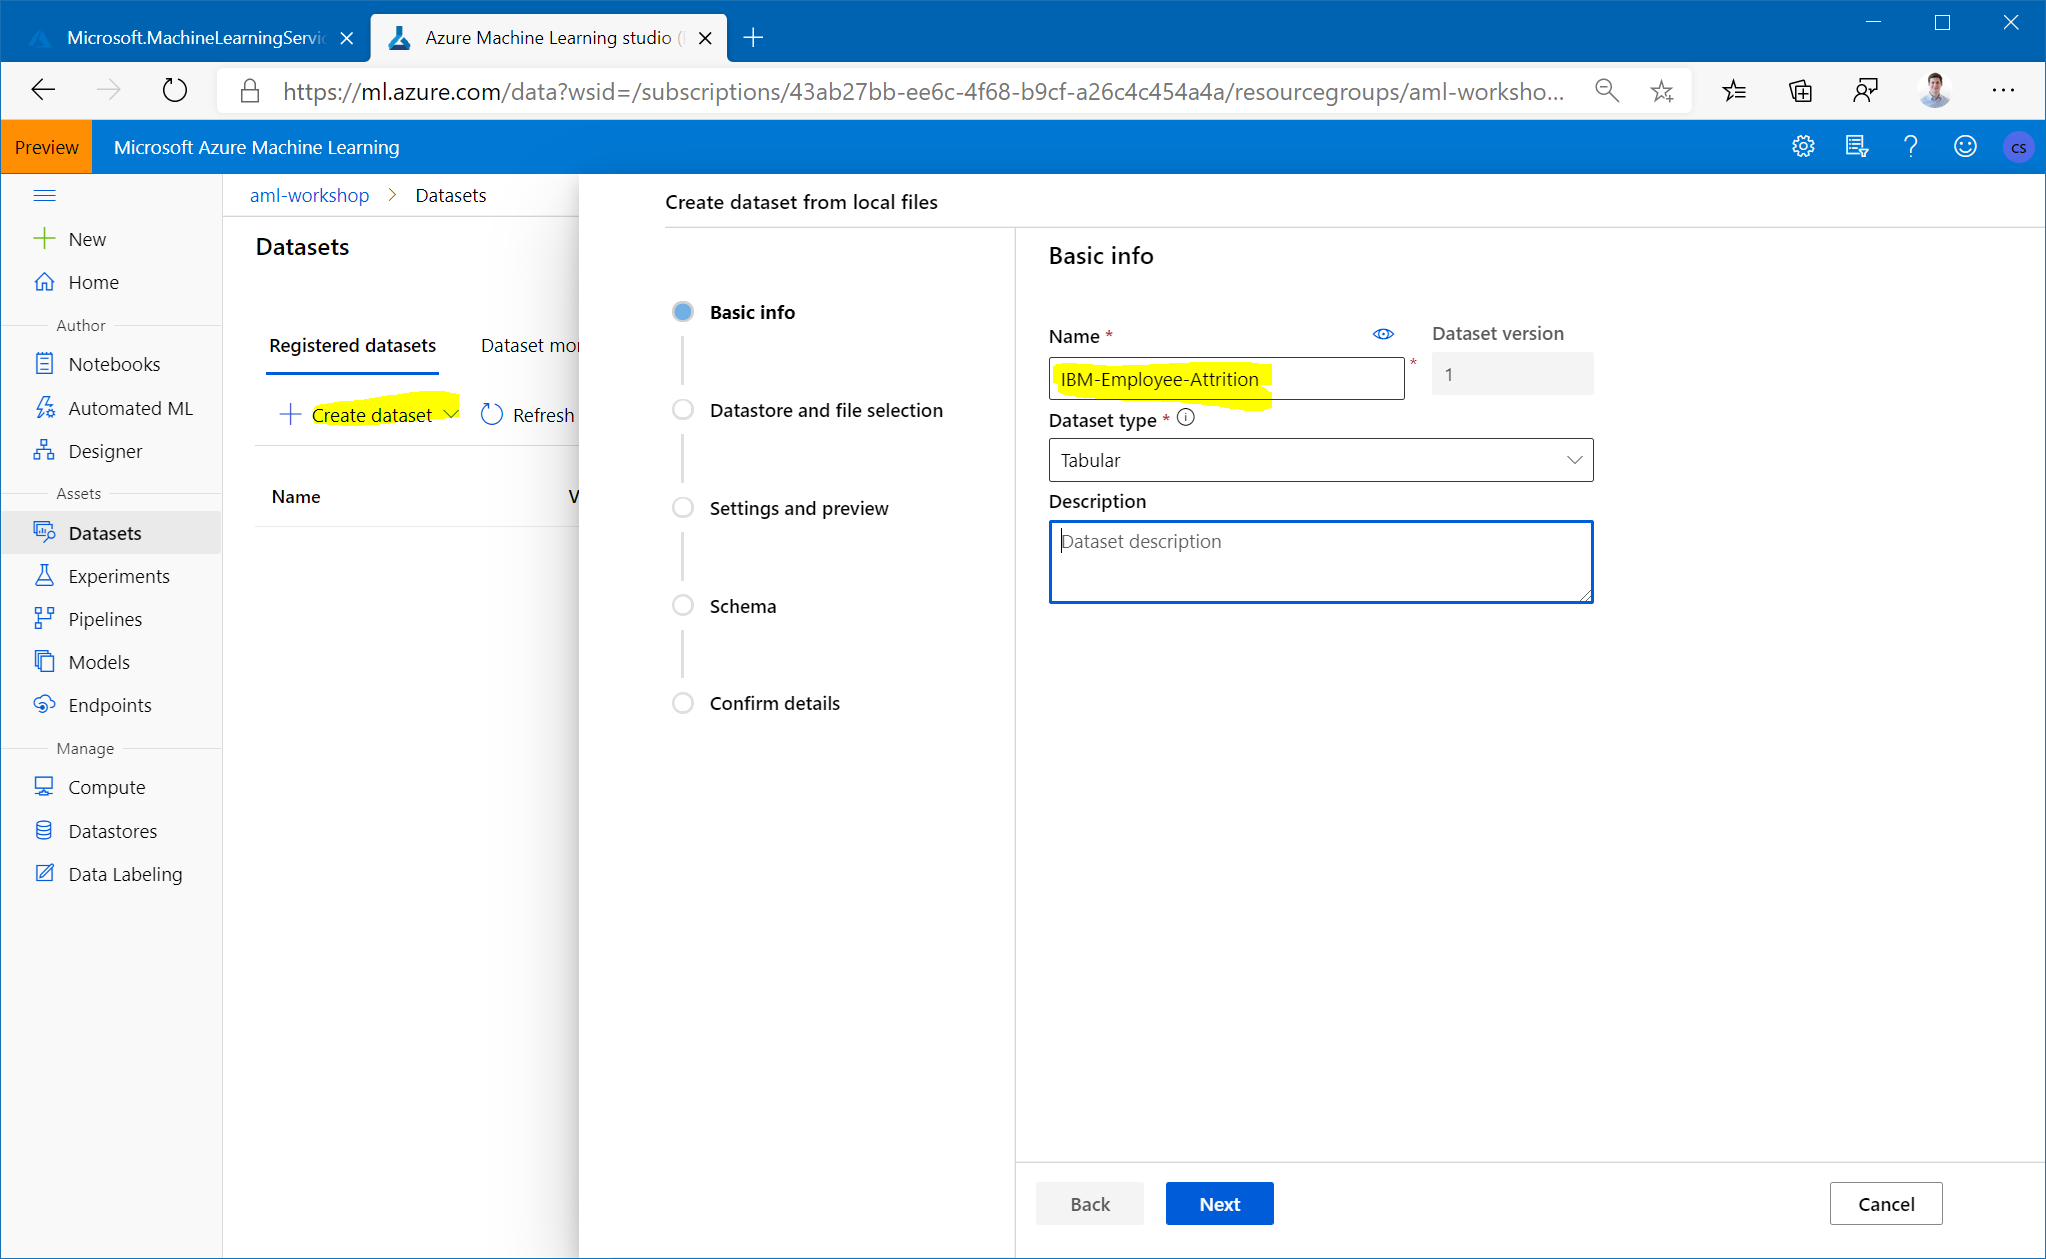 Microsoft.MachineLearningServic
Azure Machine Learning studio (
https://ml.azure.com/data?wsid=/subscriptions/43ab27bb-ee6c-4f68-b9cf-a26c4c454a4a/resourcegroups/aml-worksho...
Preview
Microsoft Azure Machine Learning
?
cs
New
Home
Author
Notebooks
Automated ML
Designer
Assets
Datasets
Experiments
Pipelines
Models
Endpoints
Manage
Compute
Datastores
Data Labeling
aml-workshop > Datasets
Datasets
Registered datasets
Dataset mon
Create dataset
Refresh
Name
V
Create dataset from local files
Basic info
Datastore and file selection
Settings and preview
Schema
Confirm details
Basic info
Name *
IBM-Employee-Attrition
*
Dataset version
1
Dataset type *
Tabular
Description
Dataset description
Back
Next
Cancel